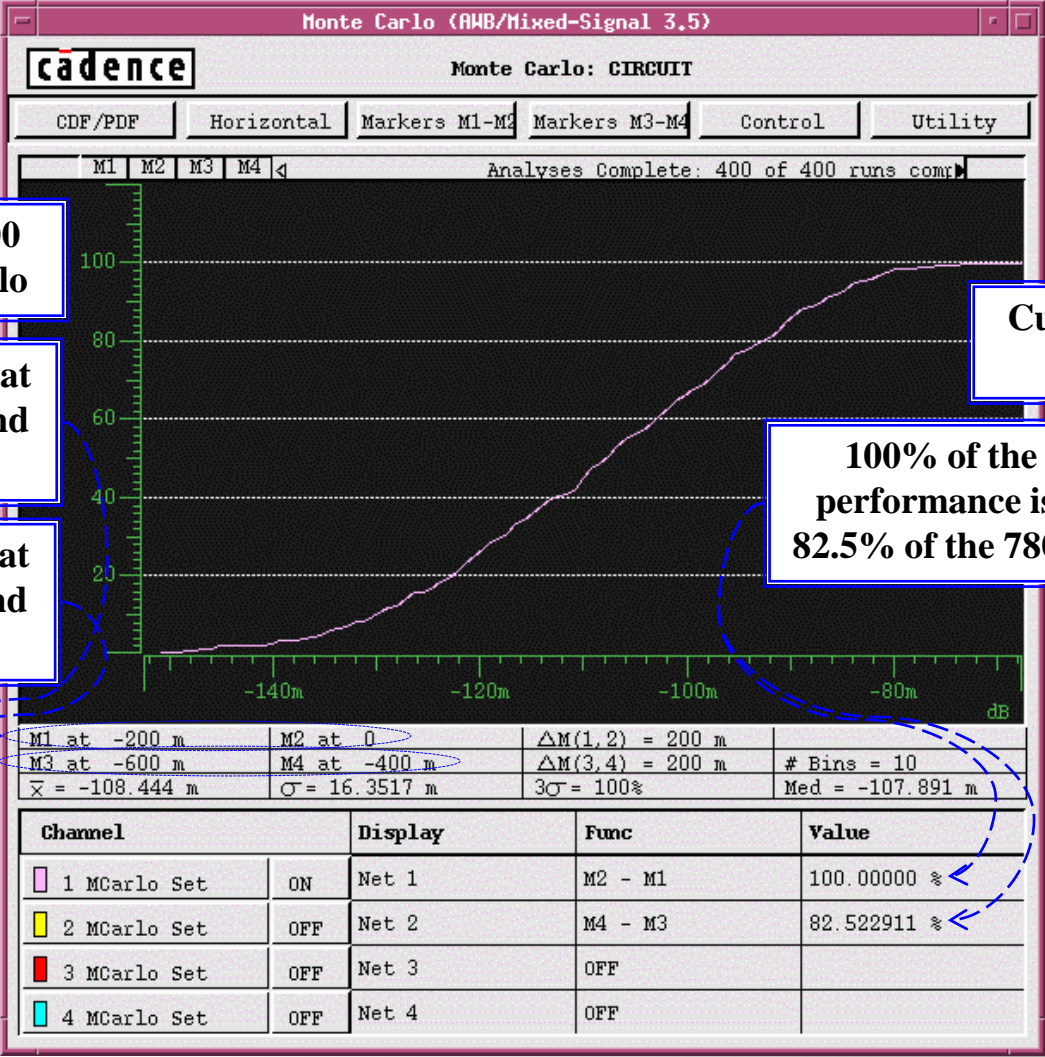 Monte Carlo (AWB/Mixed-Signal 3.5)
cādence
Monte Carlo: CIRCUIT
CDF/PDF Horizontal Markers M1-M2 Markers M3-M4 Control Utility
M1 M2 M3 M4 Analyses Complete: 400 of 400 runs comp
00
lo
100
Cu
80
at
nd
60
100% of the
performance is
82.5% of the 780
40
at
nd
20
-140m -120m -100m -80m
dB
M1 at -200 m M2 at 0 ΔM(1,2) = 200 m
M3 at -600 m M4 at -400 m ΔM(3,4) = 200 m # Bins = 10
x̅ = -108.444 m σ = 16.3517 m 3σ = 100% Med = -107.891 m
Channel Display Func Value
1 MCarlo Set ON Net 1 M2 - M1 100.00000 %
2 MCarlo Set OFF Net 2 M4 - M3 82.522911 %
3 MCarlo Set OFF Net 3 OFF
4 MCarlo Set OFF Net 4 OFF